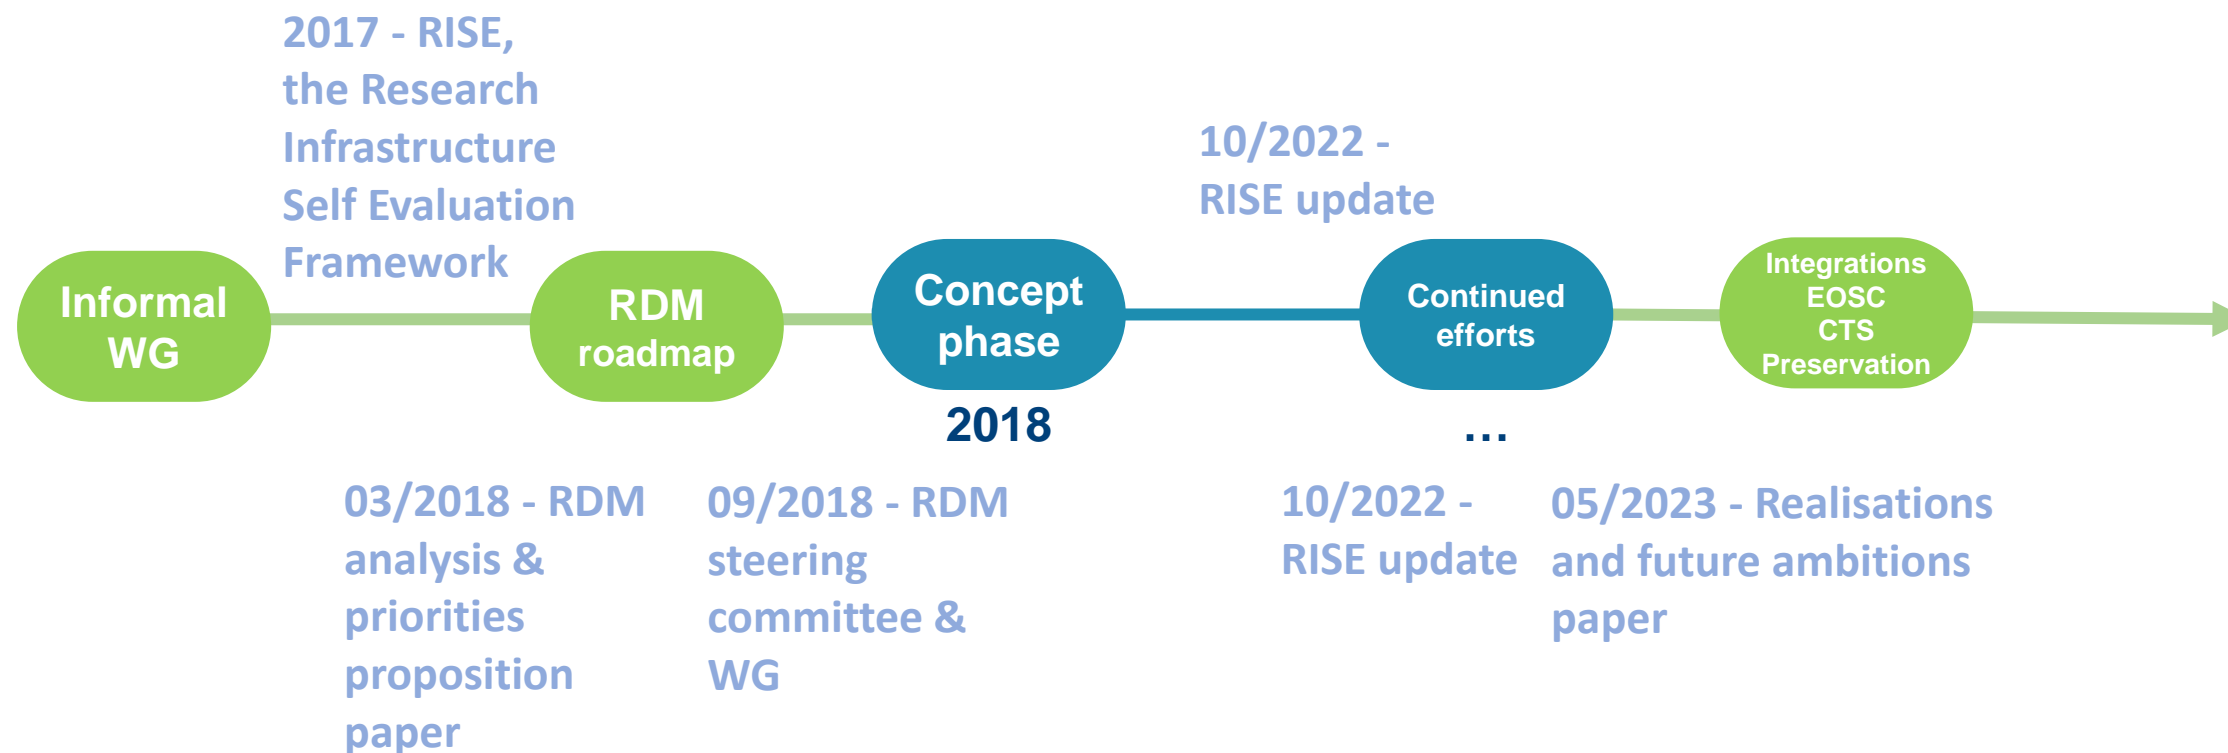 2017 - RISE,
the Research
Infrastructure
Self Evaluation
Framework
10/2022 -
RISE update
Informal
WG
RDM
roadmap
Concept
phase
Continued
efforts
Integrations
EOSC
CTS
Preservation
2018
...
03/2018 - RDM
analysis &
priorities
proposition
paper
09/2018 - RDM
steering
committee &
WG
10/2022 -
RISE update
05/2023 - Realisations
and future ambitions
paper